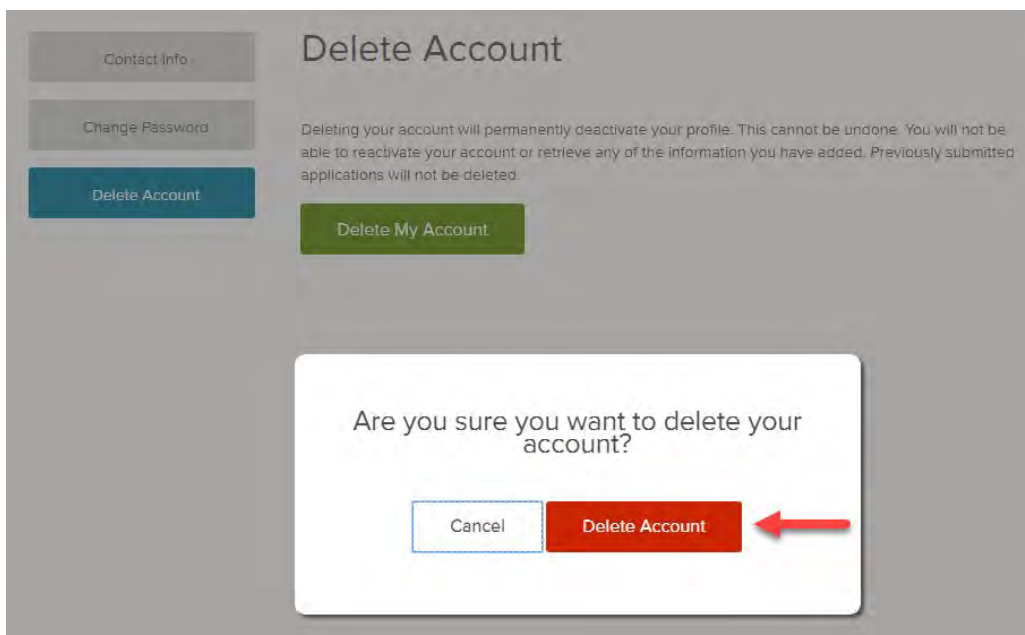 Contact Info
Delete Account
Change Password
Deleting your account will permanently deactivate your profile. This cannot be undone. You will not be
able to reactivate your account or retrieve any of the information you have added. Previously submitted
applications will not be deleted.
Delete Account
Delete My Account
Are you sure you want to delete your
account?
Cancel
Delete Account